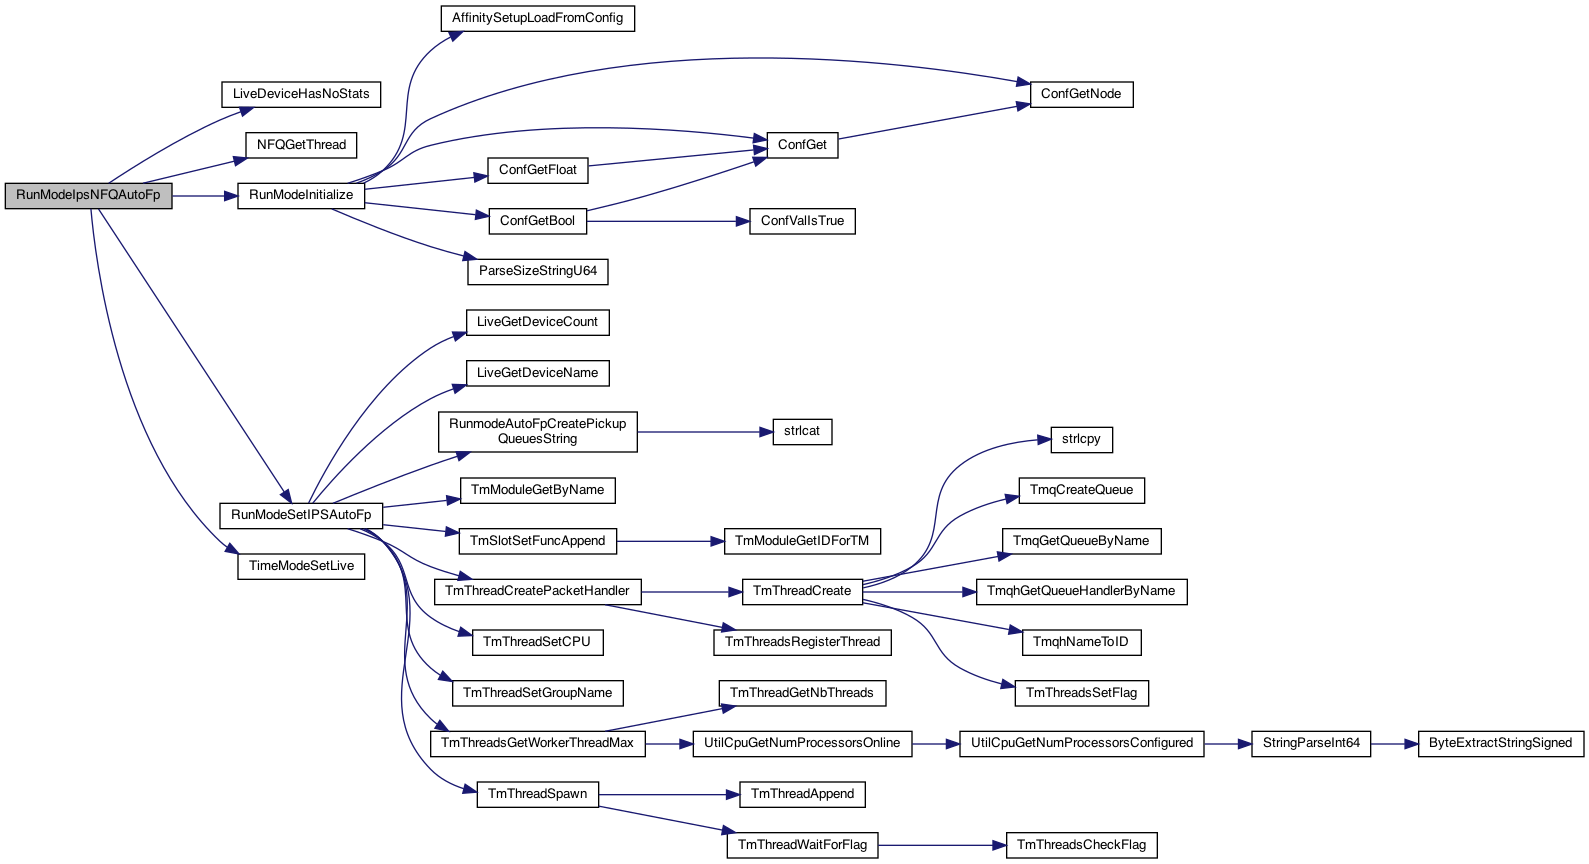 AffinitySetupLoadFromConfig
LiveDeviceHasNoStats
ConfGetNode
NFQGetThread
ConfGet
ConfGetFloat
RunModeIpsNFQAutoFp
RunModeInitialize
ConfGetBool
ConfValIsTrue
ParseSizeStringU64
LiveGetDeviceCount
LiveGetDeviceName
RunmodeAutoFpCreatePickup
QueuesString
strlcat
strlcpy
TmModuleGetByName
TmqCreateQueue
RunModeSetIPSAutoFp
TmSlotSetFuncAppend
TmModuleGetIDForTM
TmqGetQueueByName
TimeModeSetLive
TmThreadCreatePacketHandler
TmThreadCreate
TmqhGetQueueHandlerByName
TmThreadSetCPU
TmThreadsRegisterThread
TmqhNameToID
TmThreadSetGroupName
TmThreadGetNbThreads
TmThreadsSetFlag
TmThreadsGetWorkerThreadMax
UtilCpuGetNumProcessorsOnline
UtilCpuGetNumProcessorsConfigured
StringParseInt64
ByteExtractStringSigned
TmThreadSpawn
TmThreadAppend
TmThreadWaitForFlag
TmThreadsCheckFlag